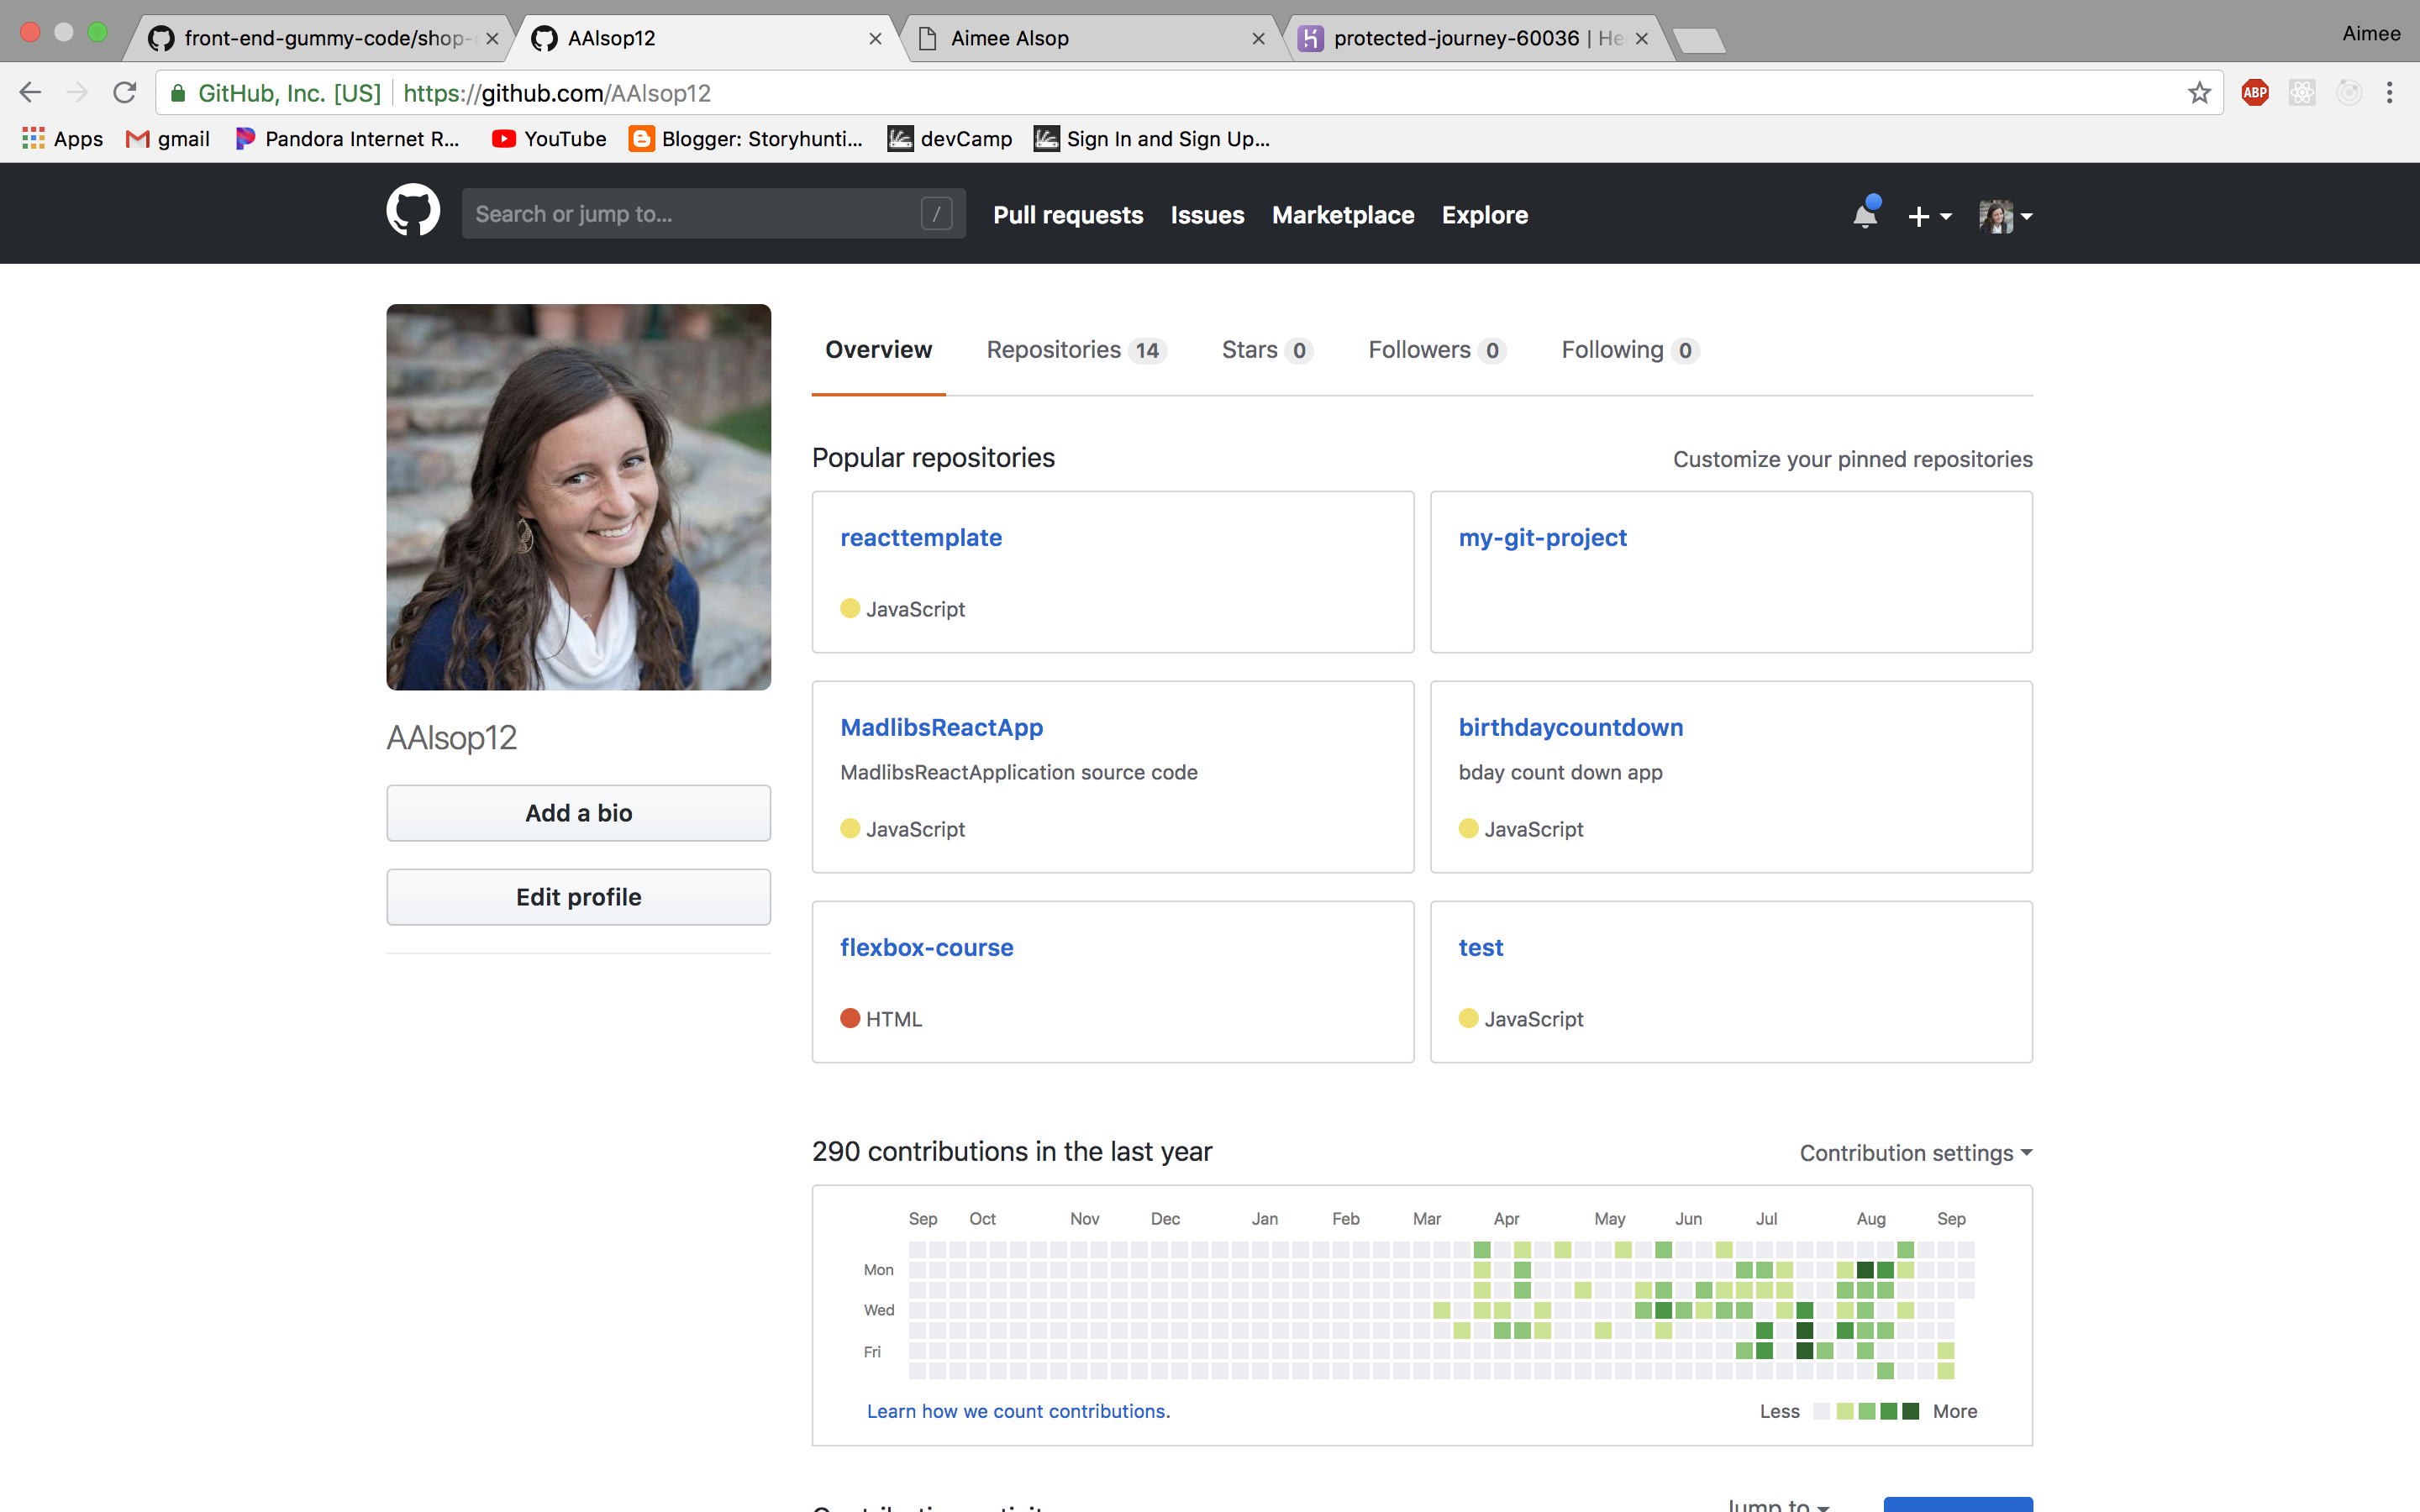 front-end-gummy-code/shop-
AAlsop12
Aimee Alsop
protected-journey-60036 | He
Aimee
GitHub, Inc. [US] https://github.com/AAlsop12
ABP
Apps gmail Pandora Internet R... YouTube Blogger: Storyhunti... devCamp Sign In and Sign Up...
Search or jump to... /
Pull requests Issues Marketplace Explore
Overview Repositories 14 Stars 0 Followers 0 Following 0
Popular repositories Customize your pinned repositories
reacttemplate
JavaScript
my-git-project
MadlibsReactApp
MadlibsReactApplication source code
JavaScript
birthdaycountdown
bday count down app
JavaScript
flexbox-course
HTML
test
JavaScript
AAlsop12
Add a bio
Edit profile
290 contributions in the last year Contribution settings
Sep Oct Nov Dec Jan Feb Mar Apr May Jun Jul Aug Sep
Mon
Wed
Fri
Learn how we count contributions.
Less More
Jump to